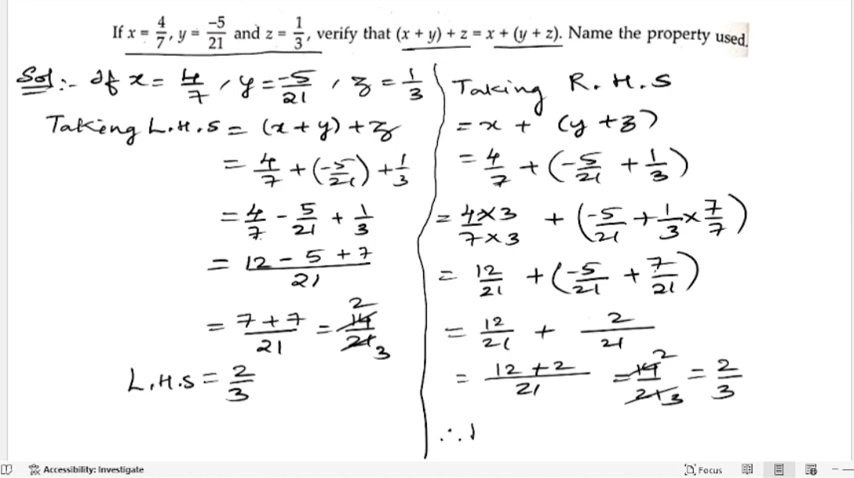 If x = 4/7, y = -5/21 and z = 1/3, verify that (x + y) + z = x + (y + z). Name the property used.
Sol:- If x = 4/7, y = -5/21, z = 1/3
Taking L.H.S = (x + y) + z
= 4/7 + (-5/21) + 1/3
= 4/7 - 5/21 + 1/3
= 12 - 5 + 7 / 21
= 7 + 7 / 21 = 14/21 2 3
L.H.S = 2/3
Taking R.H.S
= x + (y + z)
= 4/7 + (-5/21 + 1/3)
= 4×3 / 7×3 + (-5/21 + 1/3 × 7/7)
= 12/21 + (-5/21 + 7/21)
= 12/21 + 2/21
= 12 + 2 / 21 = 14/21 2 3 = 2/3
∴ l
Accessibility: Investigate
Focus